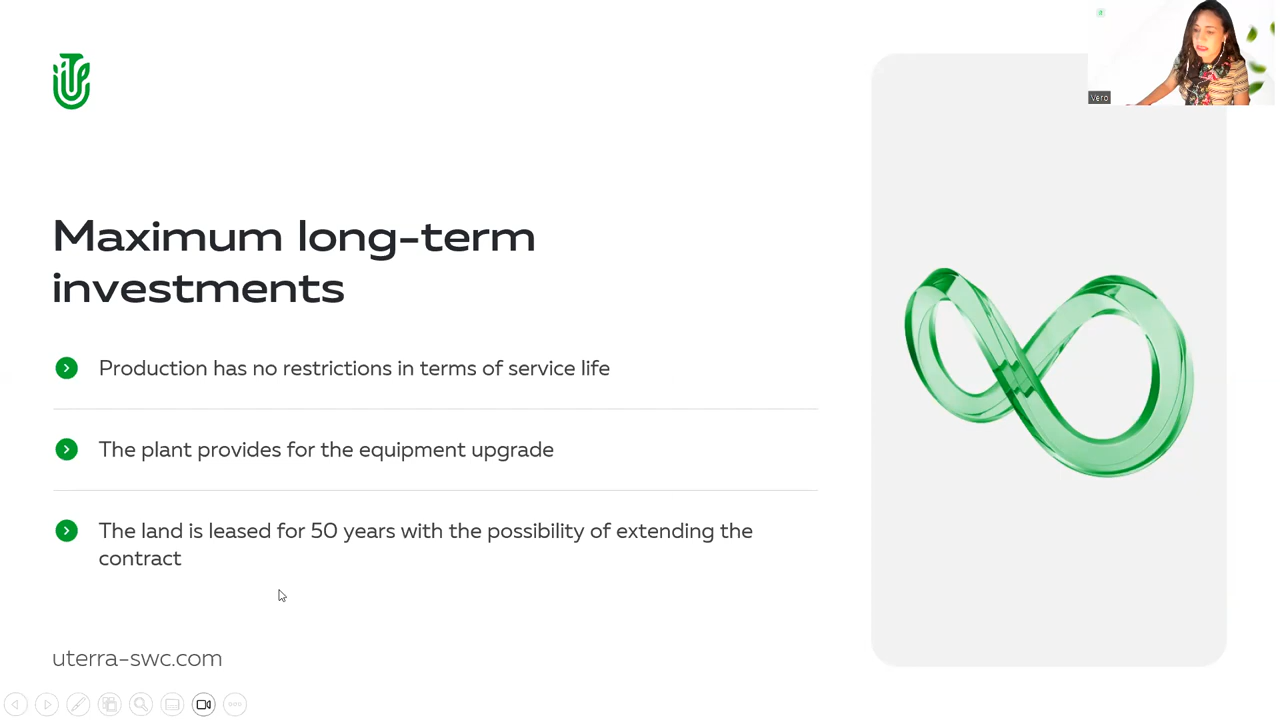 Vero
Maximum long-term
investments
Production has no restrictions in terms of service life
The plant provides for the equipment upgrade
The land is leased for 50 years with the possibility of extending the
contract
uterra-swc.com